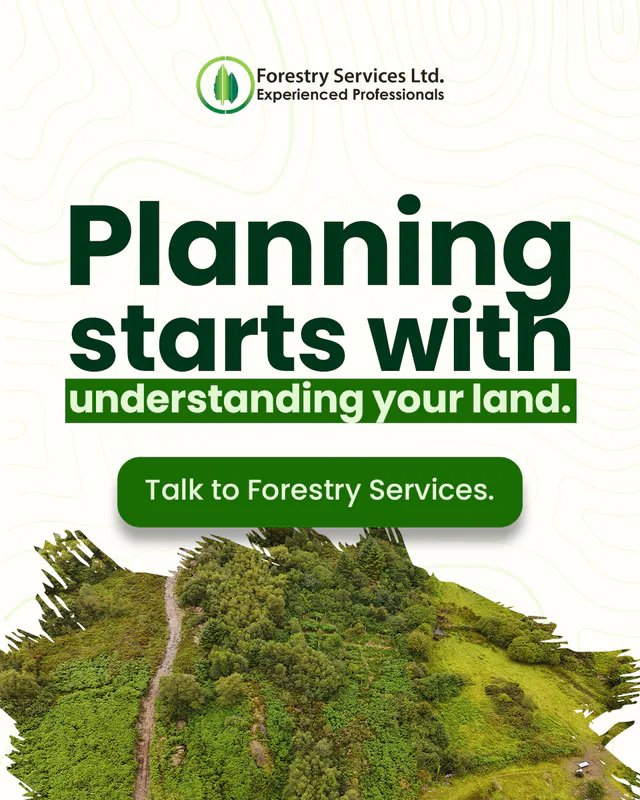 Forestry Services Ltd.
Experienced Professionals
Planning
starts with
understanding your land.
Talk to Forestry Services.